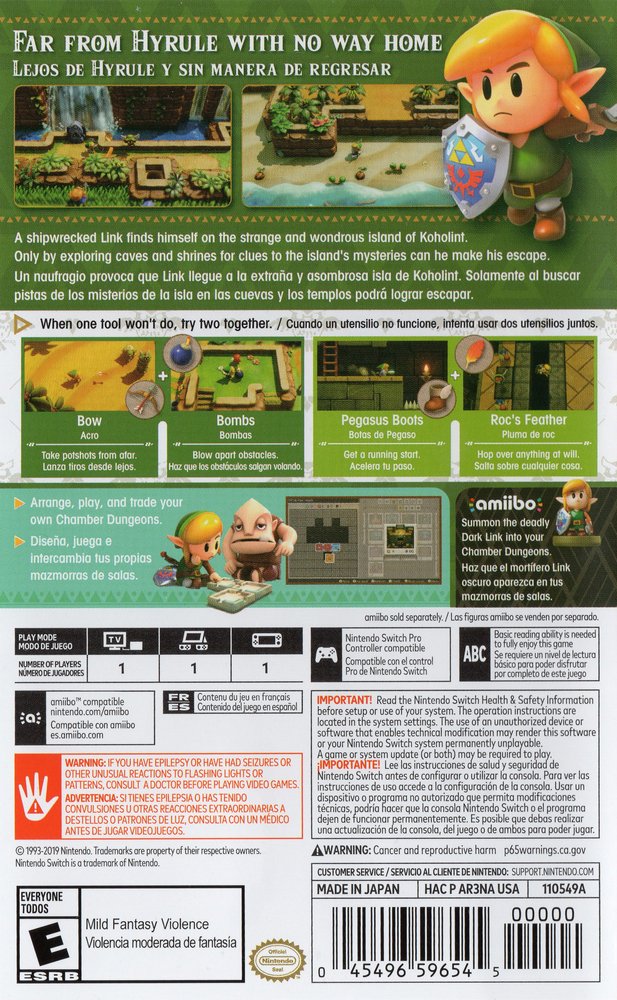 FAR FROM HYRULE WITH NO WAY HOME
LEJOS DE HYRULE Y SIN MANERA DE REGRESAR
A shipwrecked Link finds himself on the strange and wondrous island of Koholint.
Only by exploring caves and shrines for clues to the island's mysteries can he make his escape.
Un naufragio provoca que Link llegue a la extraña y asombrosa isla de Koholint. Solamente al buscar
pistas de los misterios de la isla en las cuevas y los templos podrá lograr escapar.
When one tool won't do, try two together. / Cuando un utensilio no funcione, intenta usar dos utensilios juntos.
+
Bow
Arco
Take potshots from afar.
Lanza tiros desde lejos.
Bombs
Bombas
Blow apart obstacles.
Haz que los obstáculos salgan volando.
+
Pegasus Boots
Botas de Pegaso
Get a running start.
Acelera tu paso.
Roc's Feather
Pluma de roc
Hop over anything at will.
Salta sobre cualquier cosa.
Arrange, play, and trade your
own Chamber Dungeons.
Diseña, juega e
intercambia tus propias
mazmorras de salas.
amiibo
Summon the deadly
Dark Link into your
Chamber Dungeons.
Haz que el mortífero Link
oscuro aparezca en tus
mazmorras de salas.
amiibo sold separately. / Las figuras amiibo se venden por separado.
PLAY MODE
MODO DE JUEGO
TV
NUMBER OF PLAYERS
NÚMERO DE JUGADORES
1
1
1
Nintendo Switch Pro
Controller compatible
Compatible con el control
Pro de Nintendo Switch
ABC
Basic reading ability is needed
to fully enjoy this game
Se requiere un nivel de lectura
básico para poder disfrutar
por completo de este juego
amiibo™ compatible
nintendo.com/amiibo
Compatible con amiibo
es.amiibo.com
FR
ES
Contenu du jeu en français
Contenido del juego en español
WARNING: IF YOU HAVE EPILEPSY OR HAVE HAD SEIZURES OR
OTHER UNUSUAL REACTIONS TO FLASHING LIGHTS OR
PATTERNS, CONSULT A DOCTOR BEFORE PLAYING VIDEO GAMES.
ADVERTENCIA: SI TIENES EPILEPSIA O HAS TENIDO
CONVULSIONES U OTRAS REACCIONES EXTRAORDINARIAS A
DESTELLOS O PATRONES DE LUZ, CONSULTA CON UN MÉDICO
ANTES DE JUGAR VIDEOJUEGOS.
IMPORTANT! Read the Nintendo Switch Health & Safety Information
before setup or use of your system. The operation instructions are
located in the system settings. The use of an unauthorized device or
software that enables technical modification may render this software
or your Nintendo Switch system permanently unplayable.
A game or system update (or both) may be required to play.
¡IMPORTANTE! Lee las instrucciones de salud y seguridad de
Nintendo Switch antes de configurar o utilizar la consola. Para ver las
instrucciones de uso accede a la configuración de la consola. Usar un
dispositivo o programa no autorizado que permita modificaciones
técnicas, podría hacer que la consola Nintendo Switch o el programa
dejen de funcionar permanentemente. Es posible que debas realizar
una actualización de la consola, del juego o de ambos para poder jugar.
© 1993-2019 Nintendo. Trademarks are property of their respective owners.
Nintendo Switch is a trademark of Nintendo.
WARNING: Cancer and reproductive harm p65warnings.ca.gov
CUSTOMER SERVICE / SERVICIO AL CLIENTE DE NINTENDO: SUPPORT.NINTENDO.COM
MADE IN JAPAN
HAC P AR3NA USA
110549A
EVERYONE
TODOS
E
ESRB
Mild Fantasy Violence
Violencia moderada de fantasía
Official
Nintendo
Seal
00000
0 45496 59654 5